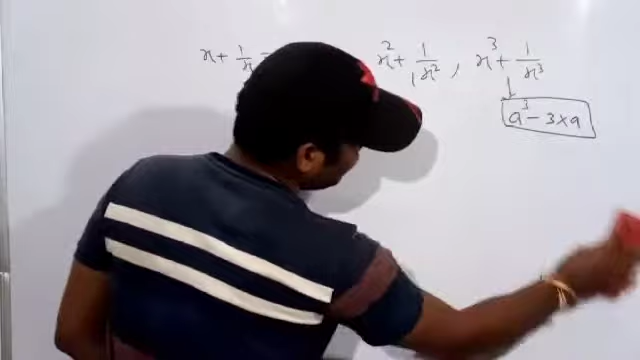 x + 1/x = x² + 1/x² , x³ + 1/x³
a³ - 3×a